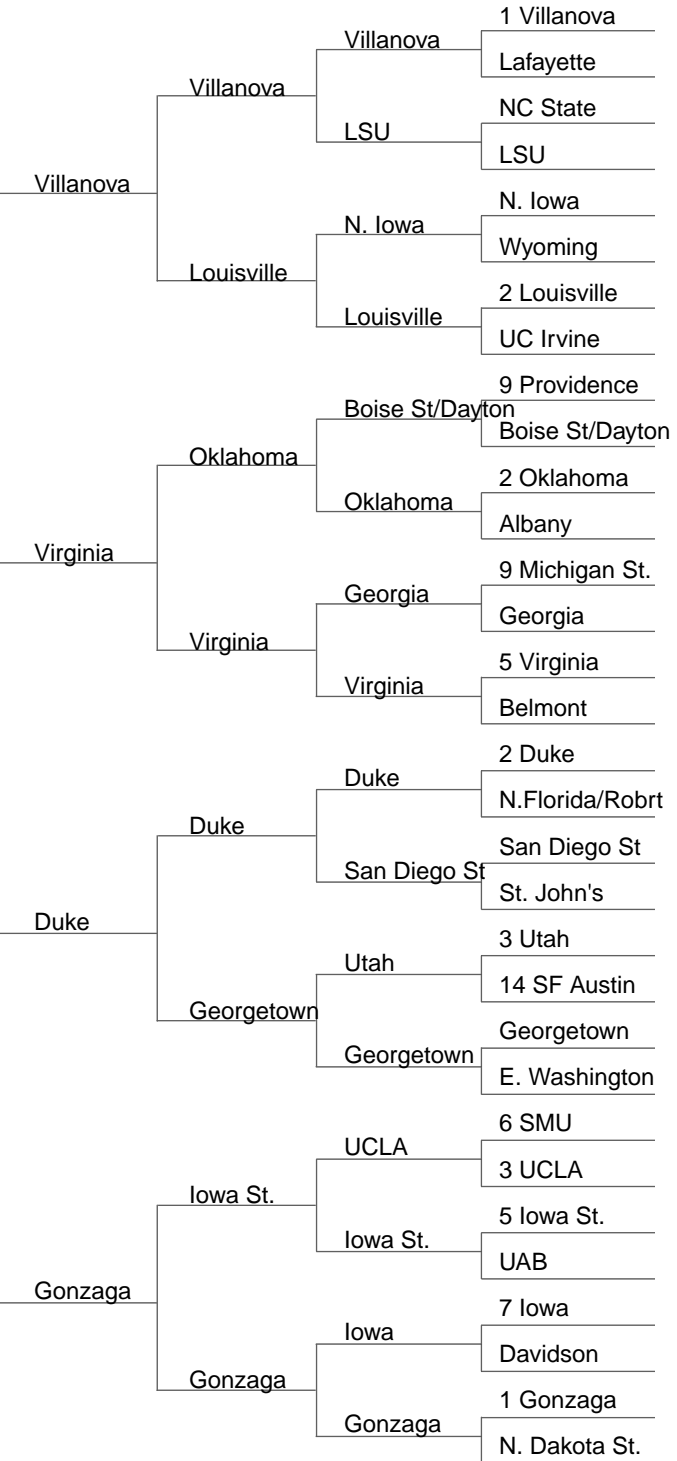 1 Villanova
Villanova
Lafayette
Villanova
NC State
LSU
LSU
Villanova
N. Iowa
N. Iowa
Wyoming
Louisville
2 Louisville
Louisville
UC Irvine
9 Providence
Boise St/Dayton
Boise St/Dayton
Oklahoma
2 Oklahoma
Oklahoma
Albany
Virginia
9 Michigan St.
Georgia
Georgia
Virginia
5 Virginia
Virginia
Belmont
2 Duke
Duke
N.Florida/Robrt
Duke
San Diego St
San Diego St
St. John's
Duke
3 Utah
Utah
14 SF Austin
Georgetown
Georgetown
Georgetown
E. Washington
6 SMU
UCLA
3 UCLA
Iowa St.
5 Iowa St.
Iowa St.
UAB
Gonzaga
7 Iowa
Iowa
Davidson
Gonzaga
1 Gonzaga
Gonzaga
N. Dakota St.